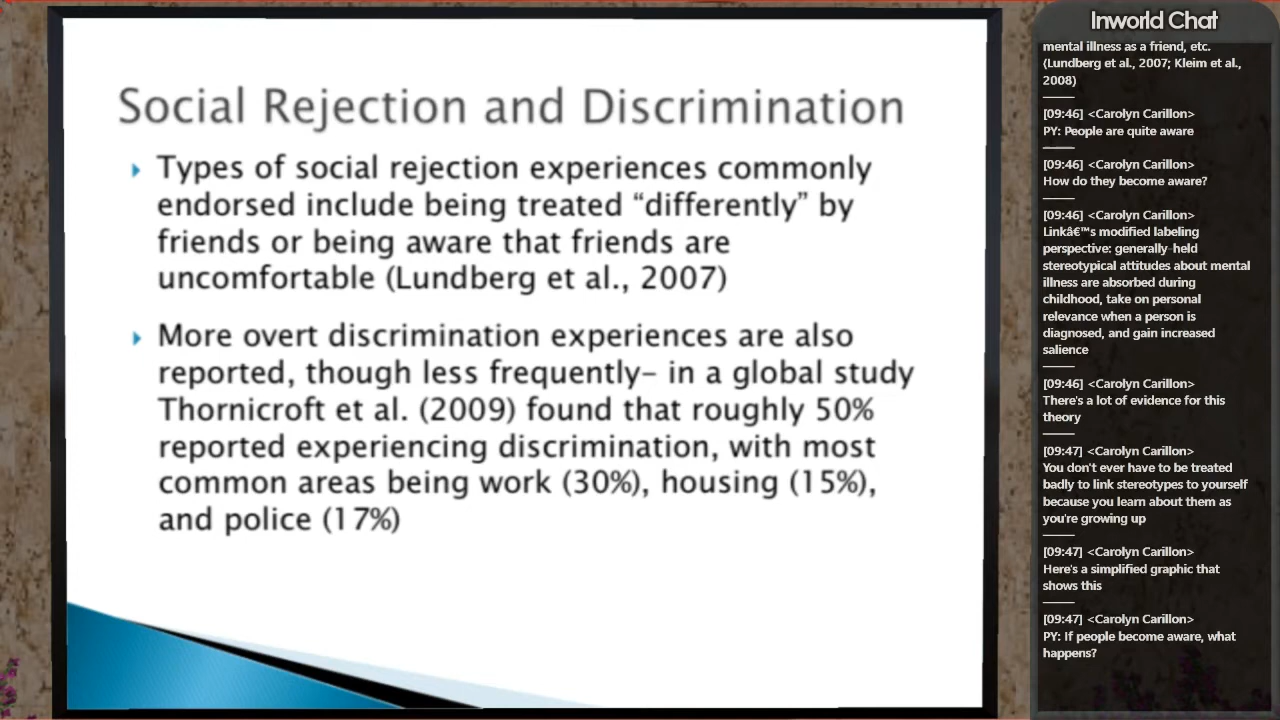 Social Rejection and Discrimination
Types of social rejection experiences commonly
endorsed include being treated “differently” by
friends or being aware that friends are
uncomfortable (Lundberg et al., 2007)
More overt discrimination experiences are also
reported, though less frequently– in a global study
Thornicroft et al. (2009) found that roughly 50%
reported experiencing discrimination, with most
common areas being work (30%), housing (15%),
and police (17%)
Inworld Chat
mental illness as a friend, etc.
(Lundberg et al., 2007; Kleim et al.,
2008)
[09:46] <Carolyn Carillon>
PY: People are quite aware
[09:46] <Carolyn Carillon>
How do they become aware?
[09:46] <Carolyn Carillon>
Linkâ€™s modified labeling
perspective: generally-held
stereotypical attitudes about mental
illness are absorbed during
childhood, take on personal
relevance when a person is
diagnosed, and gain increased
salience
[09:46] <Carolyn Carillon>
There's a lot of evidence for this
theory
[09:47] <Carolyn Carillon>
You don't ever have to be treated
badly to link stereotypes to yourself
because you learn about them as
you're growing up
[09:47] <Carolyn Carillon>
Here's a simplified graphic that
shows this
[09:47] <Carolyn Carillon>
PY: If people become aware, what
happens?